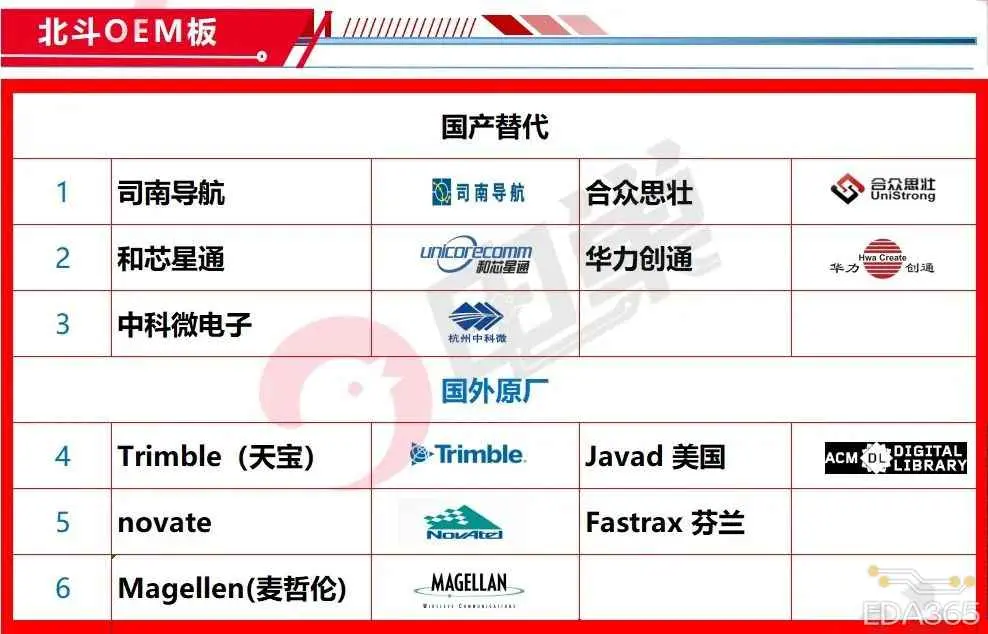 北斗OEM板
国产替代
1 司南导航 司南导航 合众思壮 合众思壮
UniStrong
2 和芯星通 unicorecomm
和芯星通 华力创通 Hwa Create
华力 创通
3 中科微电子 杭州中科微
国外原厂
4 Trimble（天宝） Trimble. Javad 美国 ACM DL DIGITAL
LIBRARY
5 novate NovAtel Fastrax 芬兰
6 Magellen(麦哲伦) MAGELLAN
WIRELESS COMMUNICATIONS
EDA365